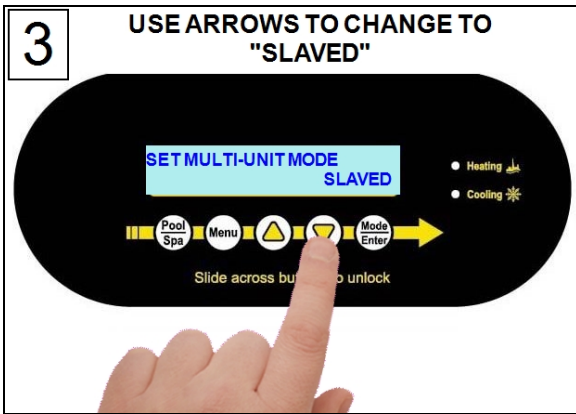 3
USE ARROWS TO CHANGE TO
"SLAVED"
SET MULTI-UNIT MODE
SLAVED
Heating
Cooling
Pool
Spa
Menu
Mode
Enter
Slide across but o unlock